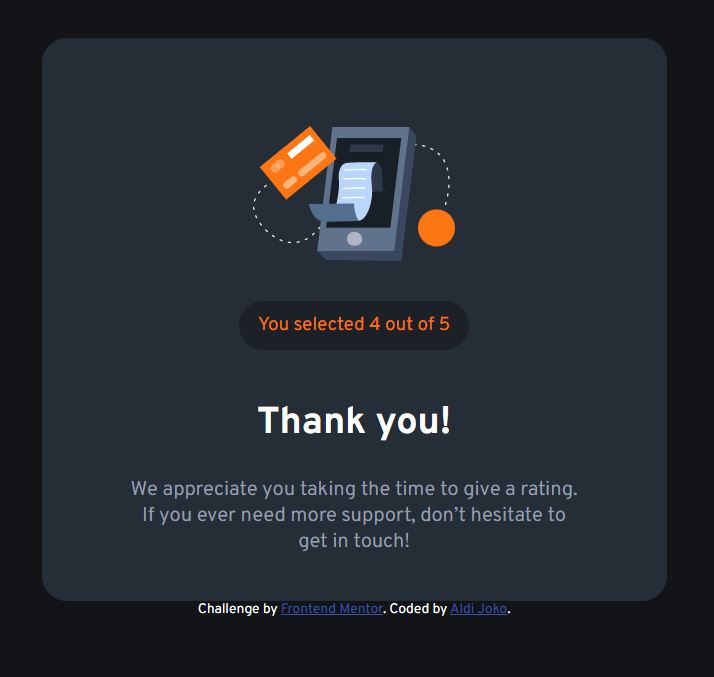 You selected 4 out of 5
Thank you!
We appreciate you taking the time to give a rating.
If you ever need more support, don’t hesitate to
get in touch!
Challenge by Frontend Mentor. Coded by Aldi Joko.